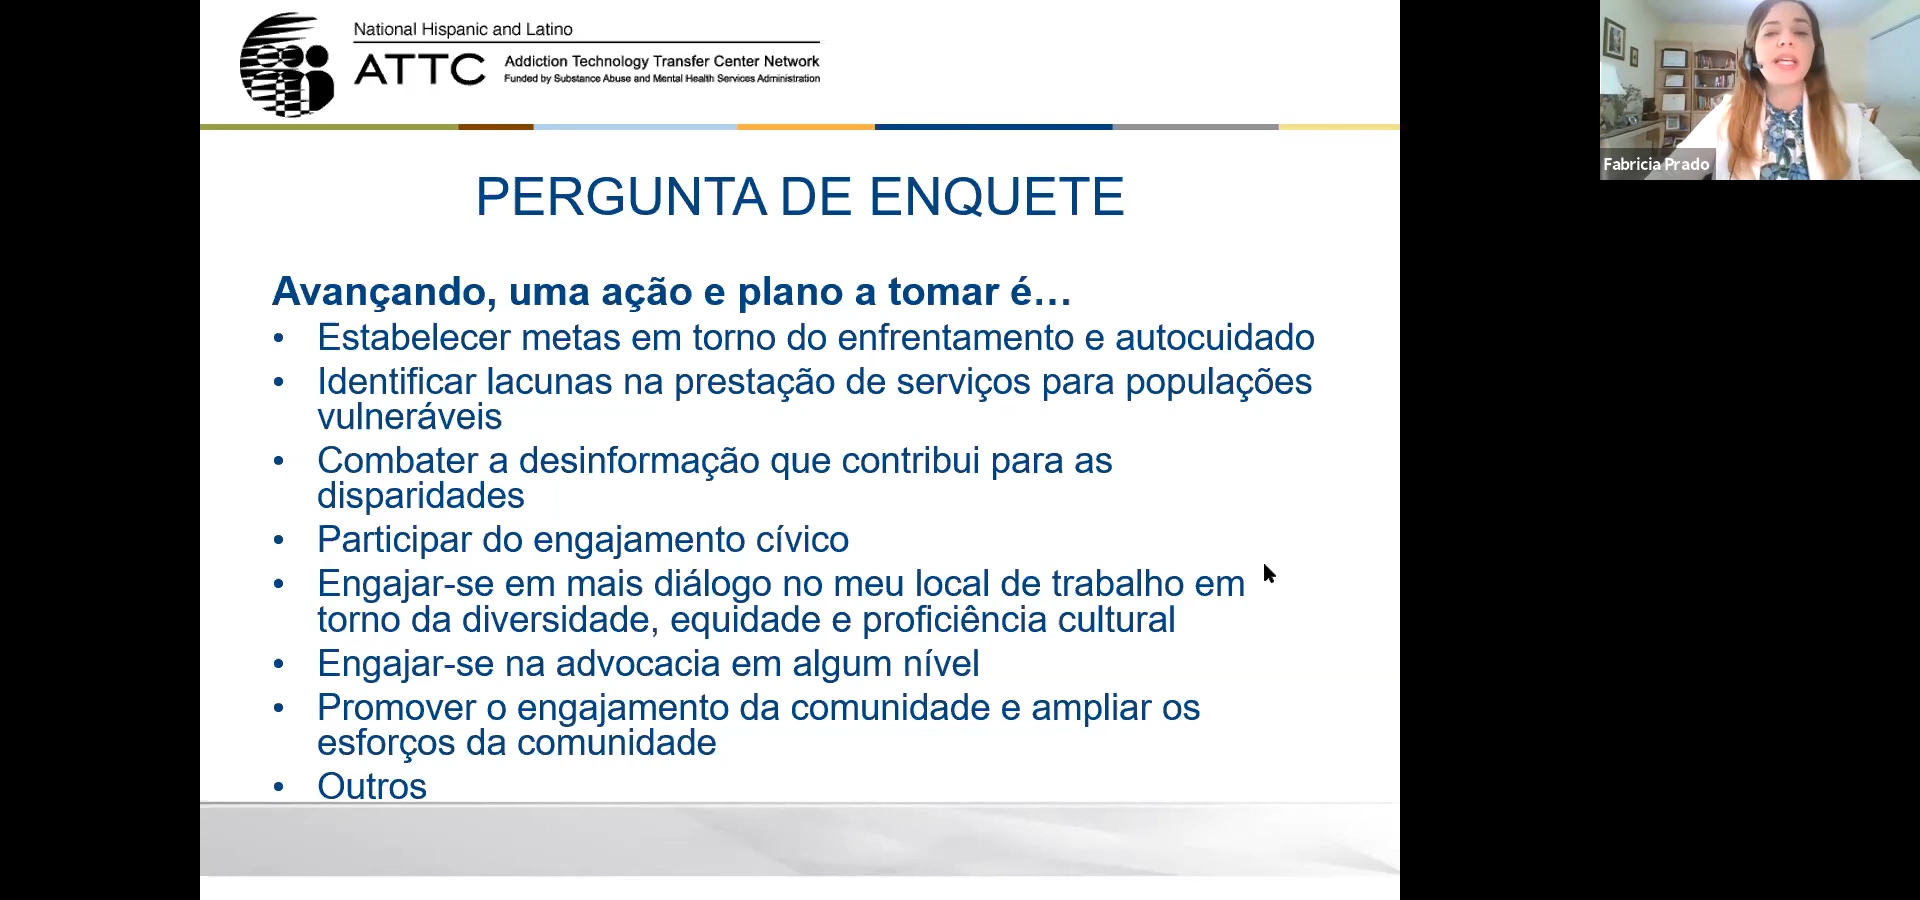 National Hispanic and Latino
ATTC
Addiction Technology Transfer Center Network
Funded by Substance Abuse and Mental Health Services Administration
Fabricia Prado
PERGUNTA DE ENQUETE
Avançando, uma ação e plano a tomar é…
• Estabelecer metas em torno do enfrentamento e autocuidado
• Identificar lacunas na prestação de serviços para populações
vulneráveis
• Combater a desinformação que contribui para as
disparidades
• Participar do engajamento cívico
• Engajar-se em mais diálogo no meu local de trabalho em
torno da diversidade, equidade e proficiência cultural
• Engajar-se na advocacia em algum nível
• Promover o engajamento da comunidade e ampliar os
esforços da comunidade
• Outros